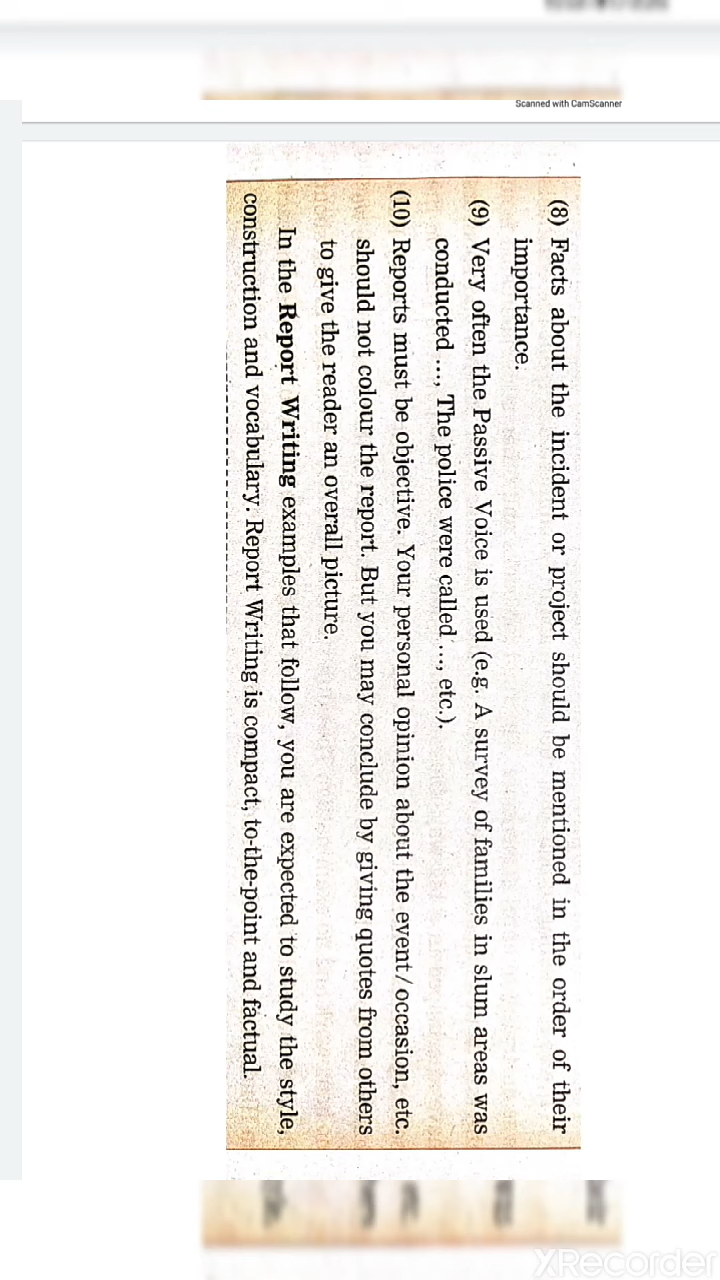 Scanned with CamScanner
(8) Facts about the incident or project should be mentioned in the order of their
importance.
(9) Very often the Passive Voice is used (e.g. A survey of families in slum areas was
conducted ..., The police were called ..., etc.).
(10) Reports must be objective. Your personal opinion about the event/occasion, etc.
should not colour the report. But you may conclude by giving quotes from others
to give the reader an overall picture.
In the Report Writing examples that follow, you are expected to study the style,
construction and vocabulary. Report Writing is compact, to-the-point and factual.
XRecorder